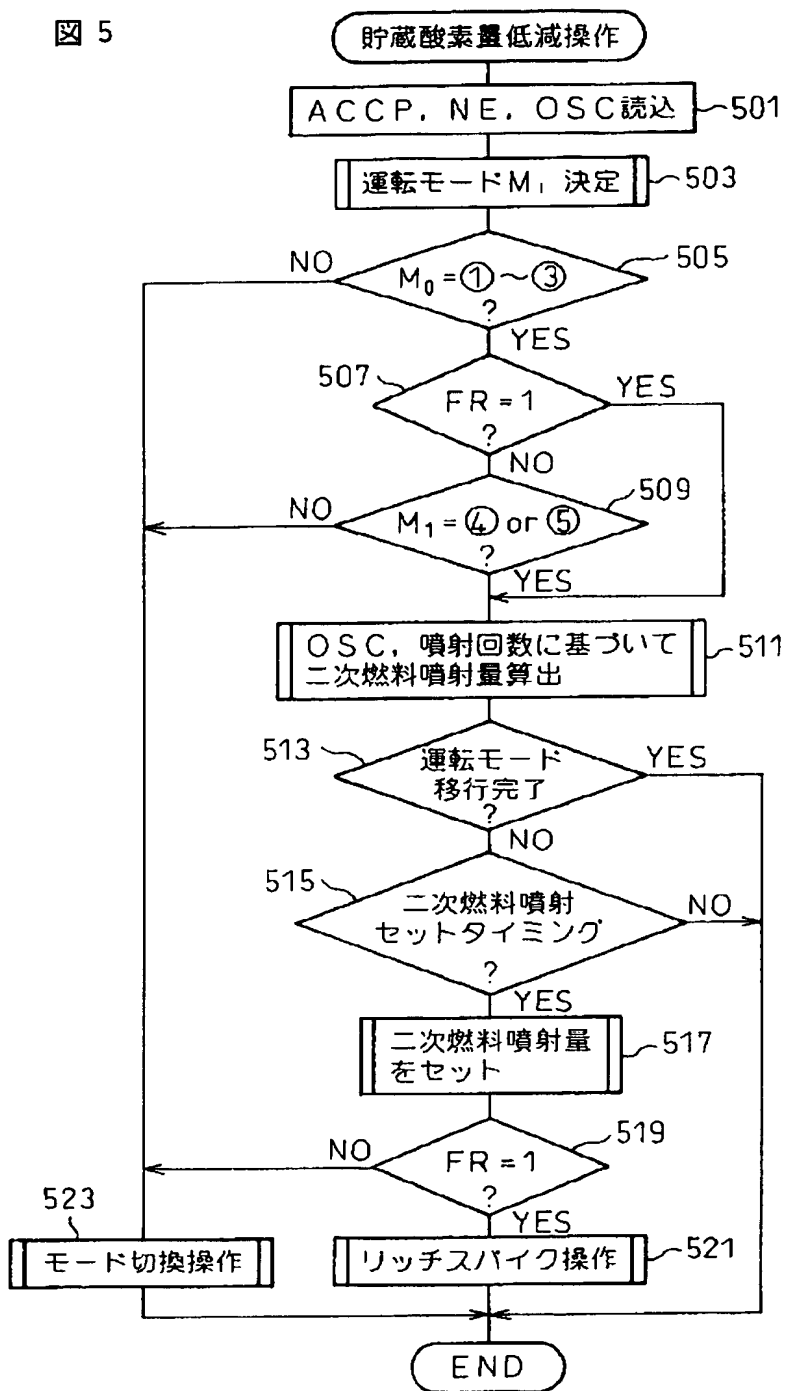 図 5
貯蔵酸素量低減操作
ACCP, NE, OSC読込
501
運転モードM1 決定
503
M0=①~③
?
505
NO
YES
507
FR=1
?
YES
NO
509
M1=④or⑤
?
NO
YES
OSC, 噴射回数に基づいて
二次燃料噴射量算出
511
513
運転モード
移行完了
?
YES
NO
515
二次燃料噴射
セットタイミング
?
NO
YES
二次燃料噴射量
をセット
517
FR=1
?
519
NO
YES
523
モード切換操作
リッチスパイク操作
521
END